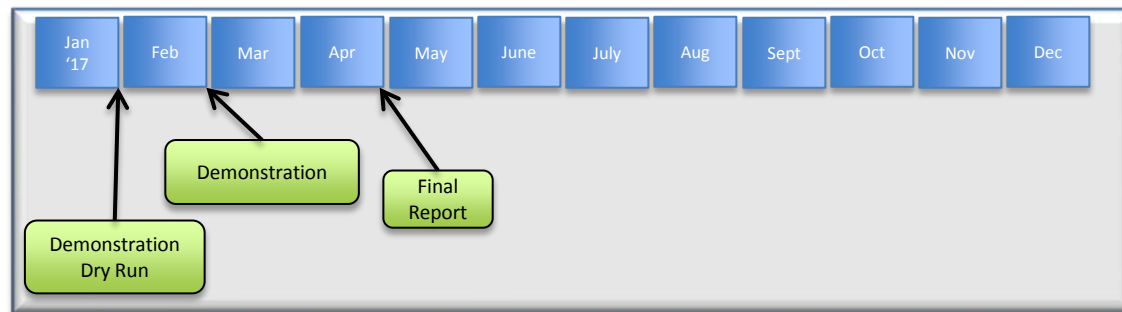 Jan
‘17
Feb
Mar
Apr
May
June
July
Aug
Sept
Oct
Nov
Dec
Demonstration
Final
Report
Demonstration
Dry Run